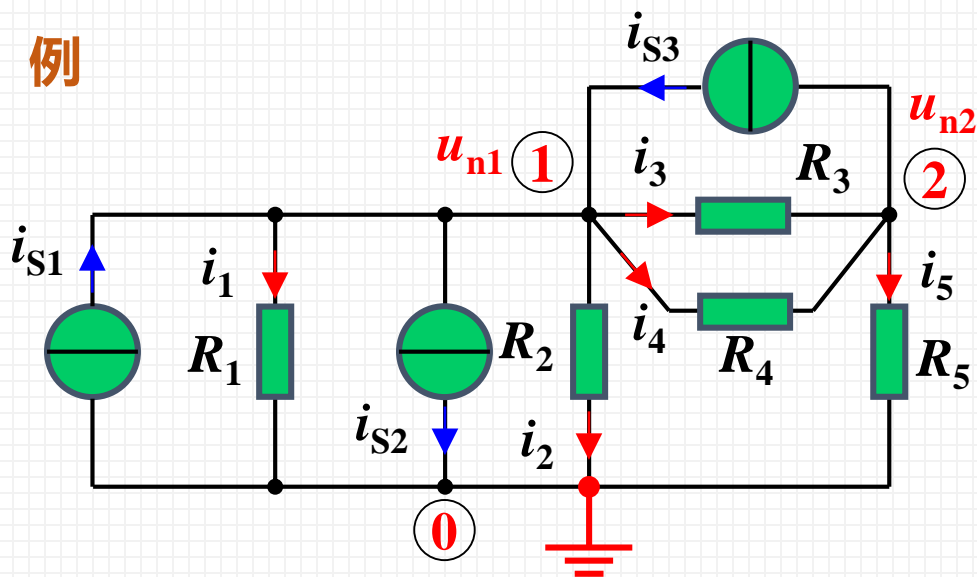 例
iS3
un2
un1 ① i3 R3 ②
iS1 i1 i5
i4
R1 R2 R4 R5
iS2 i2
⓪